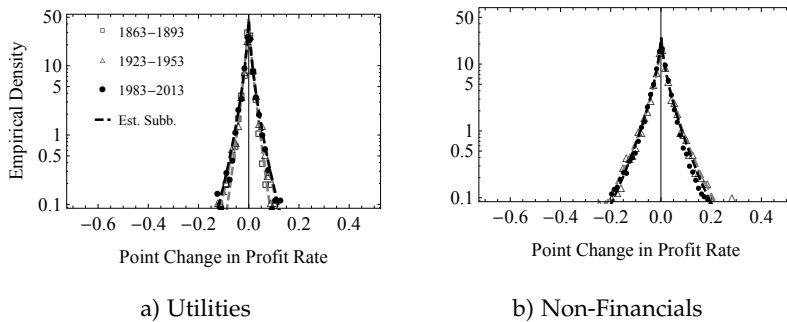 50
10
5
1
0.5
0.1
Empirical Density
1863-1893
1923-1953
1983-2013
Est. Subb.
−0.6 −0.4 −0.2 0.0 0.2 0.4
Point Change in Profit Rate
a) Utilities
50
10
5
1
0.5
0.1
−0.6 −0.4 −0.2 0.0 0.2 0.4
Point Change in Profit Rate
b) Non-Financials